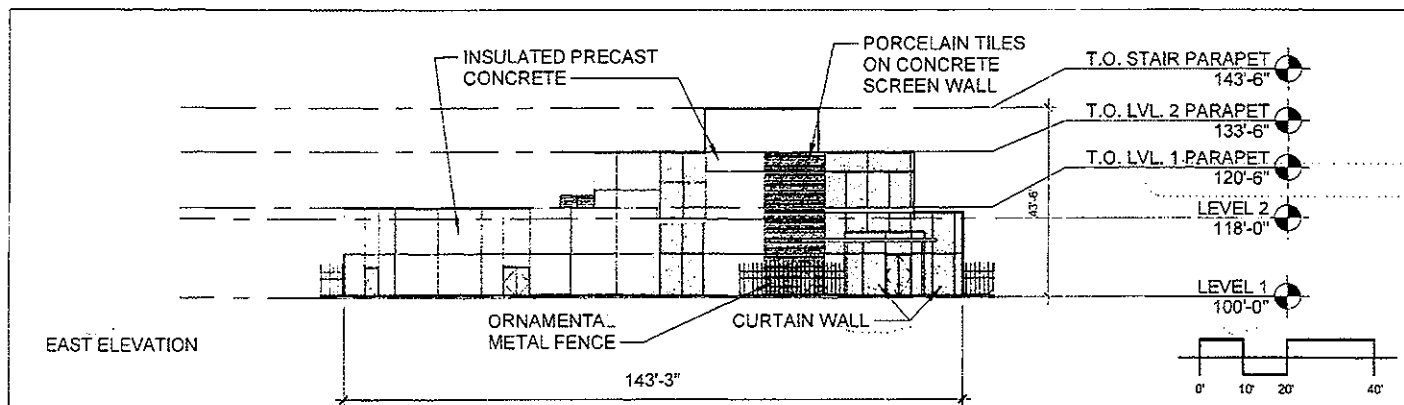 INSULATED PRECAST
CONCRETE
PORCELAIN TILES
ON CONCRETE
SCREEN WALL
T.O. STAIR PARAPET
143'-6"
T.O. LVL. 2 PARAPET
133'-6"
T.O. LVL. 1 PARAPET
120'-6"
43'-6"
LEVEL 2
118'-0"
LEVEL 1
100'-0"
ORNAMENTAL
METAL FENCE
CURTAIN WALL
EAST ELEVATION
143'-3"
0' 10' 20' 40'